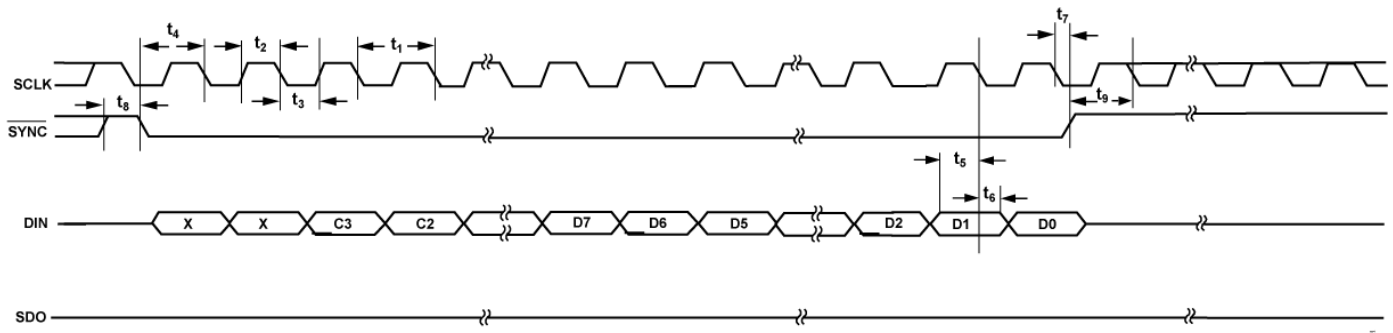 t7
t4 t2 t1
SCLK
t8 t3 t9
SYNC
t5
t6
DIN X X C3 C2 D7 D6 D5 D2 D1 D0
SDO